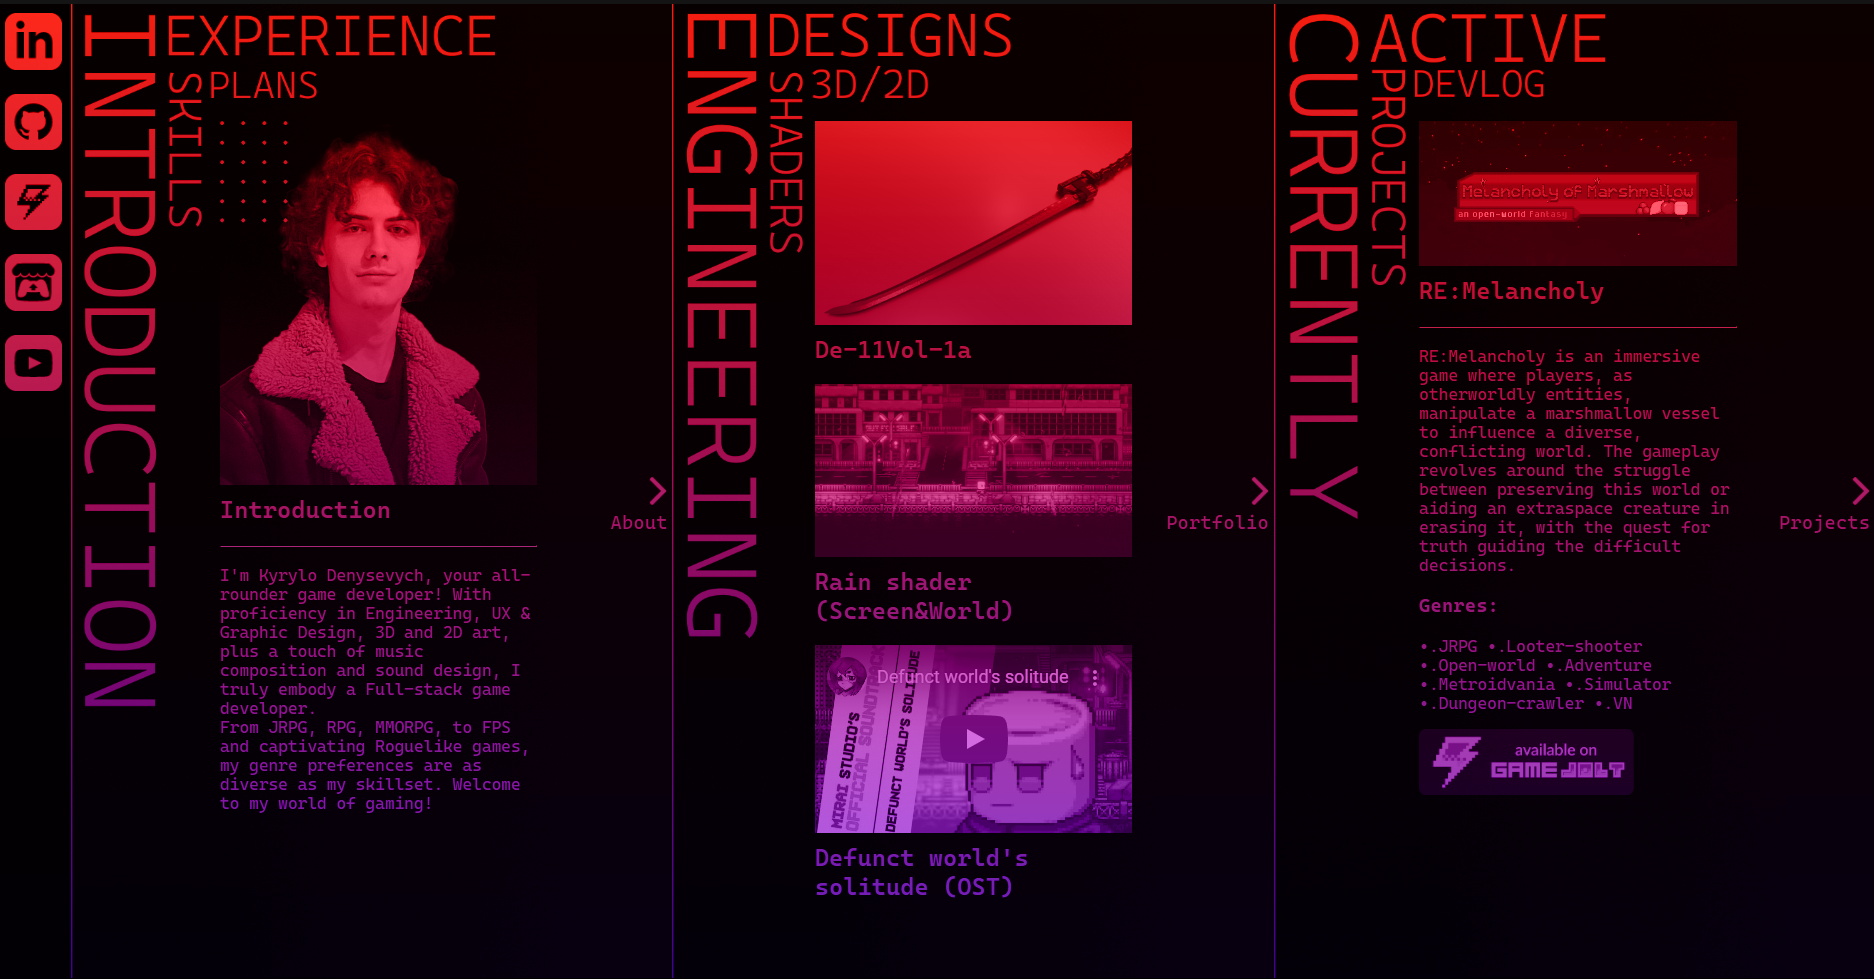 in
INTRODUCTION
EXPERIENCE
SKILLS
PLANS
Introduction
I'm Kyrylo Denysevych, your all-
rounder game developer! With
proficiency in Engineering, UX &
Graphic Design, 3D and 2D art,
plus a touch of music
composition and sound design, I
truly embody a Full-stack game
developer.
From JRPG, RPG, MMORPG, to FPS
and captivating Roguelike games,
my genre preferences are as
diverse as my skillset. Welcome
to my world of gaming!
About
ENGINEERING
DESIGNS
SHADERS
3D/2D
De-11Vol-1a
Rain shader
(Screen&World)
Defunct world's solitude
MIRAI STUDIO'S
OFFICIAL SOUNDTRACK
DEFUNCT WORLD'S SOLITUDE
Defunct world's
solitude (OST)
Portfolio
CURRENTLY
ACTIVE
PROJECTS
DEVLOG
Melancholy of Marshmallow
an open-world fantasy
RE:Melancholy
RE:Melancholy is an immersive
game where players, as
otherworldly entities,
manipulate a marshmallow vessel
to influence a diverse,
conflicting world. The gameplay
revolves around the struggle
between preserving this world or
aiding an extraspace creature in
erasing it, with the quest for
truth guiding the difficult
decisions.
Genres:
•.JRPG •.Looter-shooter
•.Open-world •.Adventure
•.Metroidvania •.Simulator
•.Dungeon-crawler •.VN
available on
GAME JOLT
Projects